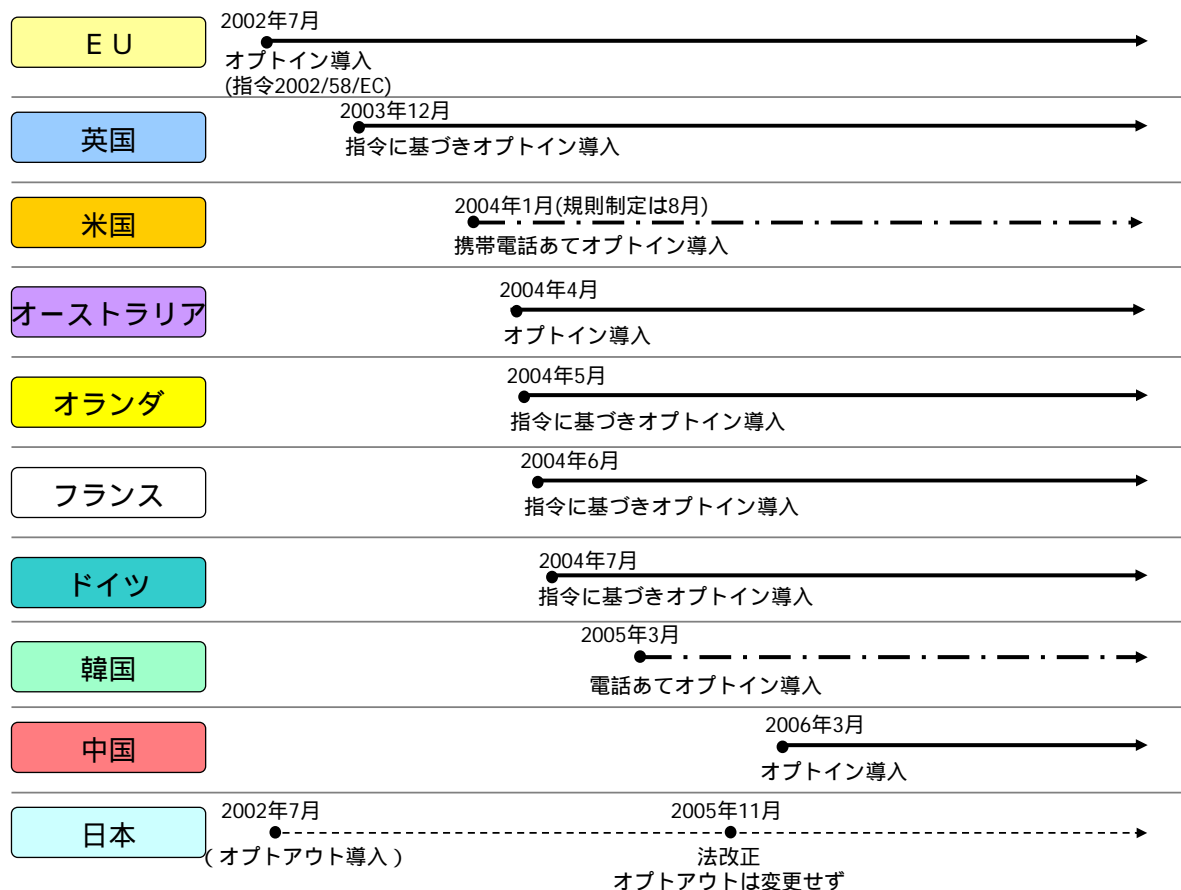 EU
2002年7月
オプトイン導入
(指令2002/58/EC)
英国
2003年12月
指令に基づきオプトイン導入
米国
2004年1月(規則制定は8月)
携帯電話あてオプトイン導入
オーストラリア
2004年4月
オプトイン導入
オランダ
2004年5月
指令に基づきオプトイン導入
フランス
2004年6月
指令に基づきオプトイン導入
ドイツ
2004年7月
指令に基づきオプトイン導入
韓国
2005年3月
電話あてオプトイン導入
中国
2006年3月
オプトイン導入
日本
2002年7月
(オプトアウト導入)
2005年11月
法改正
オプトアウトは変更せず